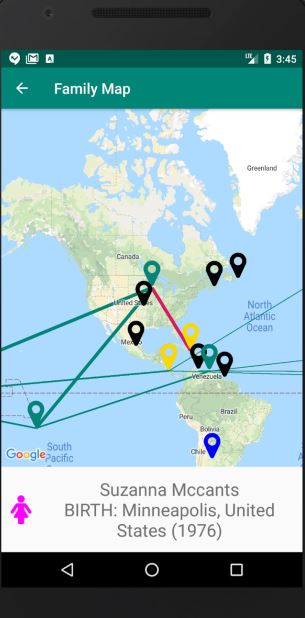 LTE 3:45
Family Map
Greenland
Canada
North
Atlantic
Ocean
United States
Mexico
Venezuela
Peru
Brazil
Bolivia
Chile
South
Pacific
Google
Suzanna Mccants
BIRTH: Minneapolis, United
States (1976)